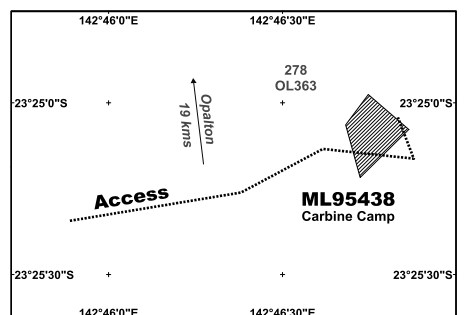 142°46'0"E 142°46'30"E
278
OL363
23°25'0"S 23°25'0"S
Opalton
19 kms
Access
ML95438
Carbine Camp
23°25'30"S 23°25'30"S
142°46'0"E 142°46'30"E